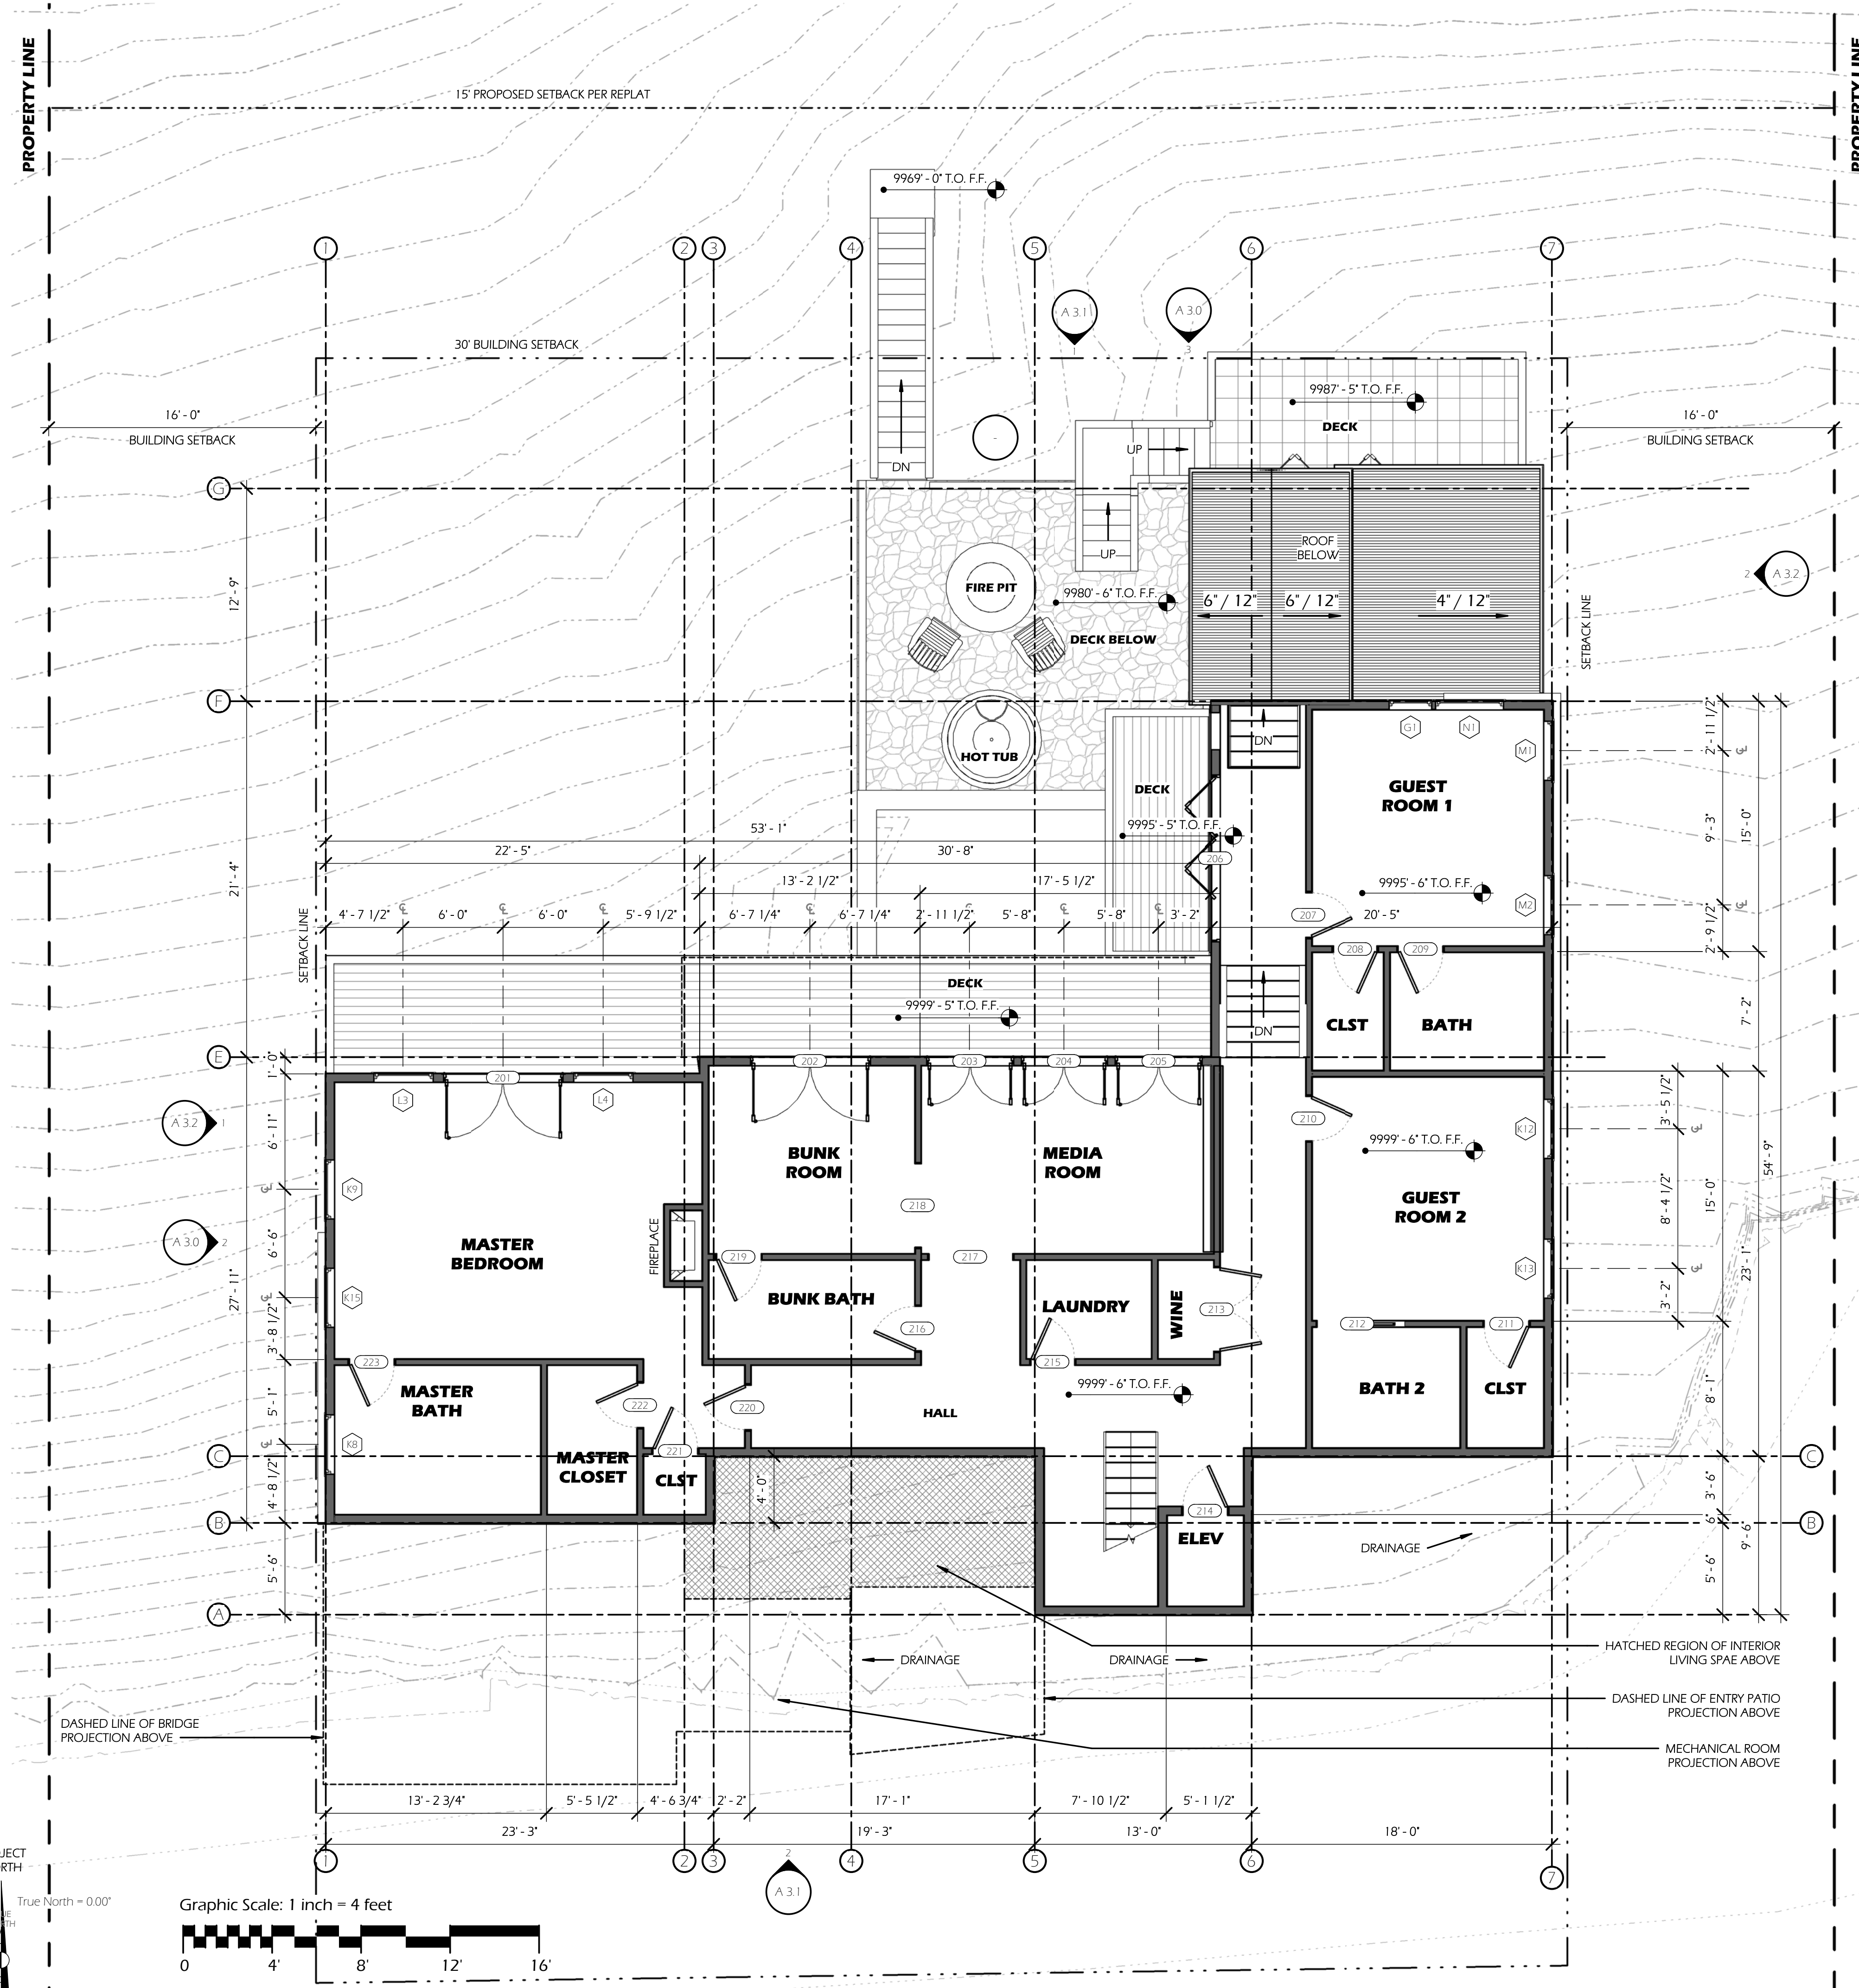 PROPERTY LINE
PROPERTY LINE
15' PROPOSED SETBACK PER REPLAT
9969' - 0" T.O. F.F.
1
2
3
4
5
6
7
A 3.1
1
A 3.0
3
30' BUILDING SETBACK
9987' - 5" T.O. F.F.
DECK
16' - 0"
BUILDING SETBACK
16' - 0"
BUILDING SETBACK
-
UP
DN
G
UP
ROOF
BELOW
FIRE PIT
9980' - 6" T.O. F.F.
6" / 12"
6" / 12"
4" / 12"
2
A 3.2
12' - 9"
DECK BELOW
SETBACK LINE
F
DN
G1
N1
M1
HOT TUB
DECK
GUEST
ROOM 1
2' - 11 1/2"
9' - 3"
15' - 0"
2' - 9 1/2"
53' - 1"
9995' - 5" T.O. F.F.
22' - 5"
30' - 8"
206
21' - 4"
13' - 2 1/2"
17' - 5 1/2"
9995' - 6" T.O. F.F.
M2
4' - 7 1/2"
6' - 0"
6' - 0"
5' - 9 1/2"
6' - 7 1/4"
6' - 7 1/4"
2' - 11 1/2"
5' - 8"
5' - 8"
3' - 2"
207
20' - 5"
SETBACK LINE
208
209
DECK
9999' - 5" T.O. F.F.
DN
CLST
BATH
7' - 2"
E
1' - 0"
201
202
203
204
205
L3
L4
A 3.2
1
6' - 11"
210
K12
3' - 5 1/2"
BUNK
ROOM
MEDIA
ROOM
9999' - 6" T.O. F.F.
54' - 9"
K9
218
GUEST
ROOM 2
8' - 4 1/2"
15' - 0"
A 3.0
2
6' - 6"
MASTER
BEDROOM
FIREPLACE
219
217
K13
23' - 1"
27' - 11"
K15
BUNK BATH
LAUNDRY
WINE
213
3' - 2"
3' - 8 1/2"
216
212
211
223
215
MASTER
BATH
9999' - 6" T.O. F.F.
BATH 2
CLST
5' - 1"
222
220
HALL
8' - 1"
K8
221
C
C
MASTER
CLOSET
CLST
4' - 0"
4' - 8 1/2"
3' - 6"
214
B
ELEV
6"
B
DRAINAGE
9' - 6"
5' - 6"
5' - 6"
A
HATCHED REGION OF INTERIOR
LIVING SPAE ABOVE
DRAINAGE
DRAINAGE
DASHED LINE OF ENTRY PATIO
PROJECTION ABOVE
DASHED LINE OF BRIDGE
PROJECTION ABOVE
MECHANICAL ROOM
PROJECTION ABOVE
13' - 2 3/4"
5' - 5 1/2"
4' - 6 3/4"
2' - 2"
17' - 1"
7' - 10 1/2"
5' - 1 1/2"
23' - 3"
19' - 3"
13' - 0"
18' - 0"
1
2
3
4
5
6
7
2
A 3.1
True North = 0.00°
Graphic Scale: 1 inch = 4 feet
0
4'
8'
12'
16'